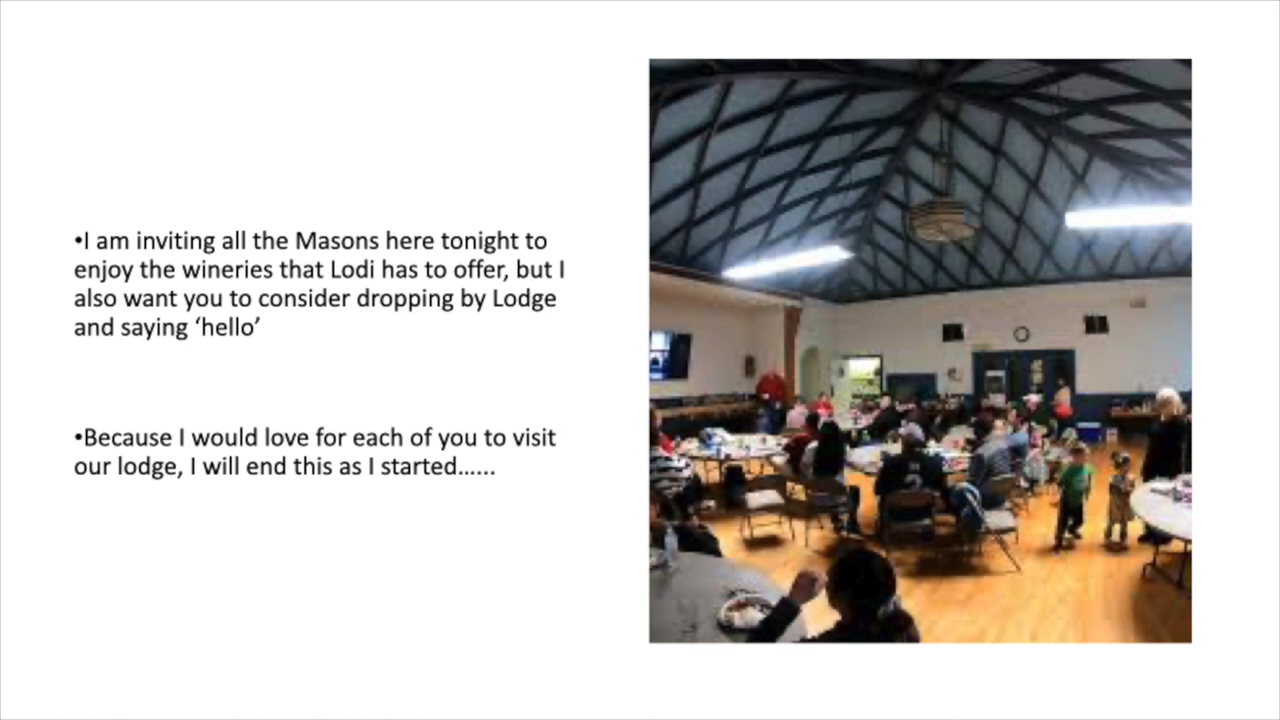 •I am inviting all the Masons here tonight to
enjoy the wineries that Lodi has to offer, but I
also want you to consider dropping by Lodge
and saying ‘hello’
•Because I would love for each of you to visit
our lodge, I will end this as I started…...